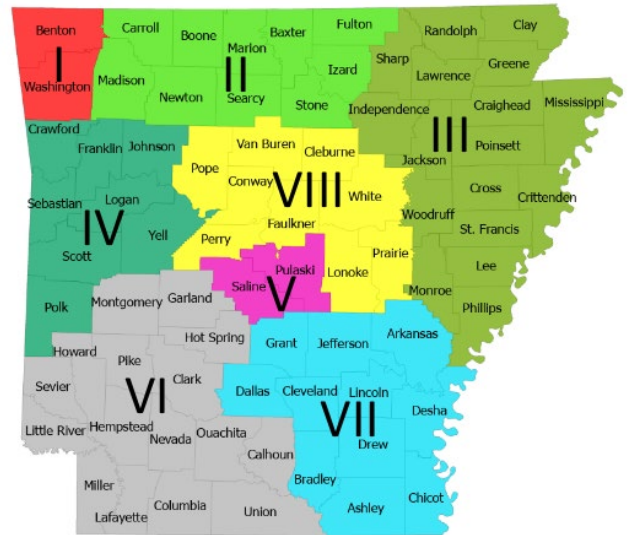 Benton
Washington
I
Carroll
Boone
Baxter
Fulton
Marlon
Madison
II
Izard
Newton
Searcy
Stone
Randolph
Clay
Sharp
Greene
Lawrence
Independence
Craighead
Mississippi
III
Poinsett
Jackson
Cross
Crittenden
Woodruff
St. Francis
Lee
Monroe
Phillips
Crawford
Franklin
Johnson
Sebastian
Logan
IV
Yell
Scott
Polk
Van Buren
Cleburne
Pope
Conway
VIII
White
Faulkner
Perry
Prairie
Lonoke
Pulaski
Saline
V
Montgomery
Garland
Hot Spring
Howard
Pike
Sevier
VI
Clark
Little River
Hempstead
Nevada
Ouachita
Calhoun
Miller
Lafayette
Columbia
Union
Arkansas
Grant
Jefferson
Dallas
Cleveland
Lincoln
Desha
VII
Drew
Bradley
Ashley
Chicot